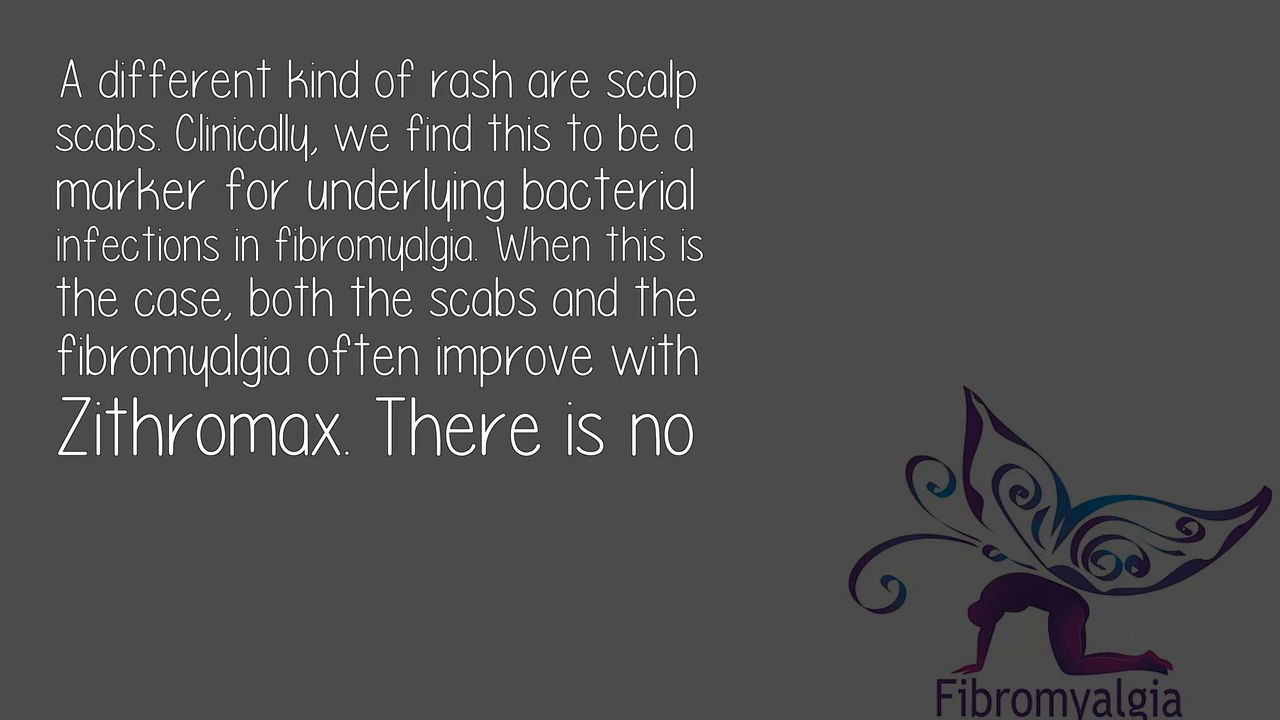 A different kind of rash are scalp
scabs. Clinically, we find this to be a
marker for underlying bacterial
infections in fibromyalgia. When this is
the case, both the scabs and the
fibromyalgia often improve with
Zithromax. There is no
Fibromyalgia